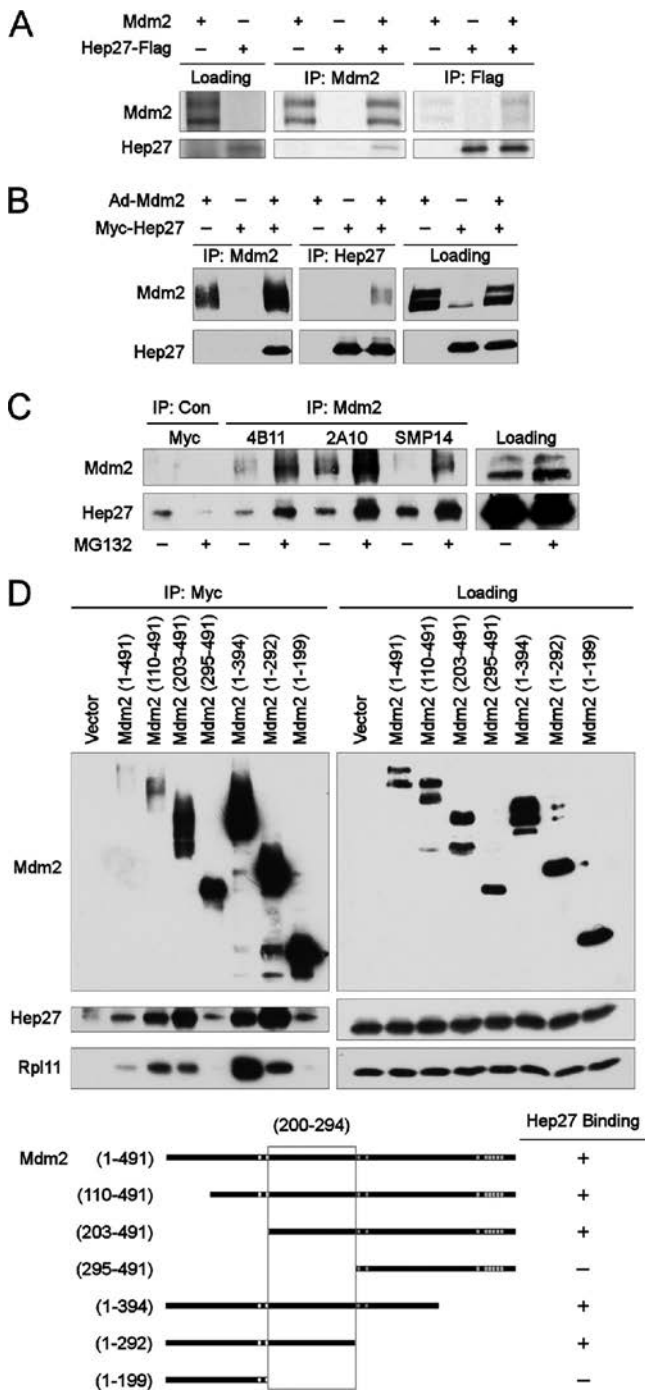 A
Mdm2 + – + – + + – +
Hep27-Flag – + – + + – + +
Loading IP: Mdm2 IP: Flag
Mdm2
Hep27
B
Ad-Mdm2 + – + + – + + – +
Myc-Hep27 – + + – + + – + +
IP: Mdm2 IP: Hep27 Loading
Mdm2
Hep27
C
IP: Con IP: Mdm2
Myc 4B11 2A10 SMP14 Loading
Mdm2
Hep27
MG132 – + – + – + – + – +
D
IP: Myc Loading
Vector Mdm2 (1–491) Mdm2 (110–491) Mdm2 (203–491) Mdm2 (295–491) Mdm2 (1–394) Mdm2 (1–292) Mdm2 (1–199)
Vector Mdm2 (1–491) Mdm2 (110–491) Mdm2 (203–491) Mdm2 (295–491) Mdm2 (1–394) Mdm2 (1–292) Mdm2 (1–199)
Mdm2
Hep27
Rpl11
(200-294) Hep27 Binding
Mdm2 (1-491) +
(110-491) +
(203-491) +
(295-491) –
(1-394) +
(1-292) +
(1-199) –